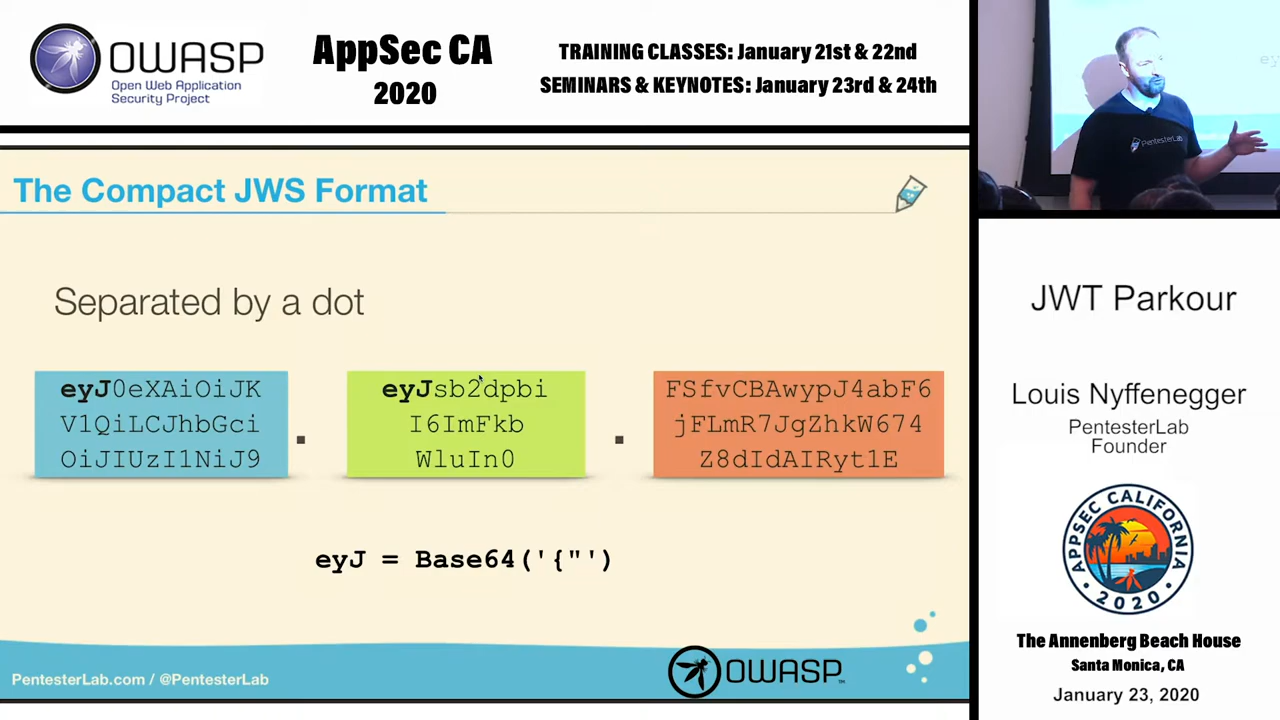 OWASP
Open Web Application
Security Project
AppSec CA
2020
TRAINING CLASSES: January 21st & 22nd
SEMINARS & KEYNOTES: January 23rd & 24th
PentesterLab
The Compact JWS Format
Separated by a dot
eyJ0eXAiOiJK
V1QiLCJhbGci
OiJIUzI1NiJ9
.
eyJsb2dpbi
I6ImFkb
WluIn0
.
FSfvCBAwypJ4abF6
jFLmR7JgZhkW674
Z8dIdAIRyt1E
eyJ = Base64('{"')
PentesterLab.com / @PentesterLab
OWASP™
JWT Parkour
Louis Nyffenegger
PentesterLab
Founder
APPSEC CALIFORNIA
2020
The Annenberg Beach House
Santa Monica, CA
January 23, 2020